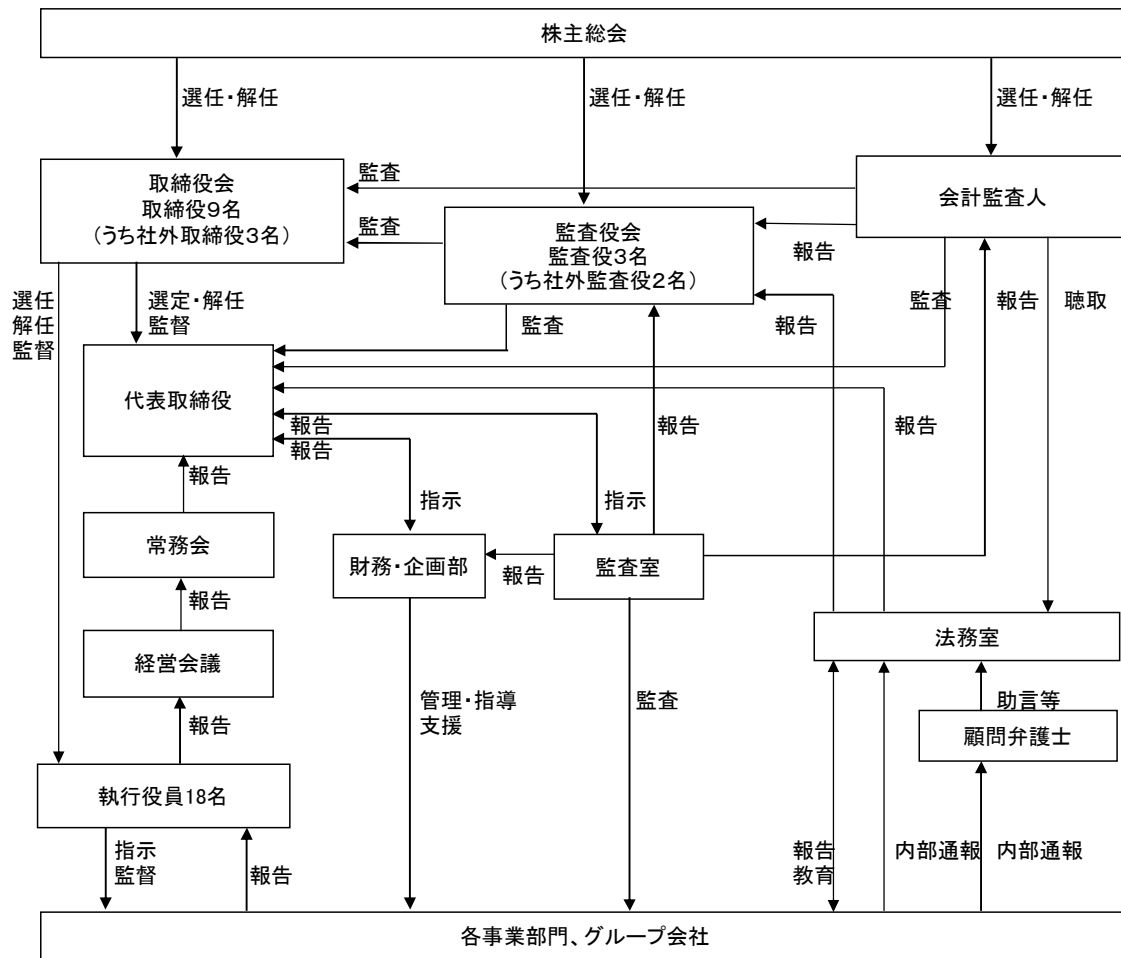 株主総会
選任・解任
選任・解任
選任・解任
取締役会
取締役９名
（うち社外取締役３名）
監査
監査
監査役会
監査役３名
（うち社外監査役２名）
会計監査人
報告
選任
解任
監督
選定・解任
監督
監査
報告
監査
報告
聴取
代表取締役
報告
報告
報告
報告
報告
指示
指示
常務会
財務・企画部
報告
監査室
報告
法務室
経営会議
管理・指導
支援
監査
助言等
顧問弁護士
報告
執行役員18名
指示
監督
報告
報告
教育
内部通報
内部通報
各事業部門、グループ会社